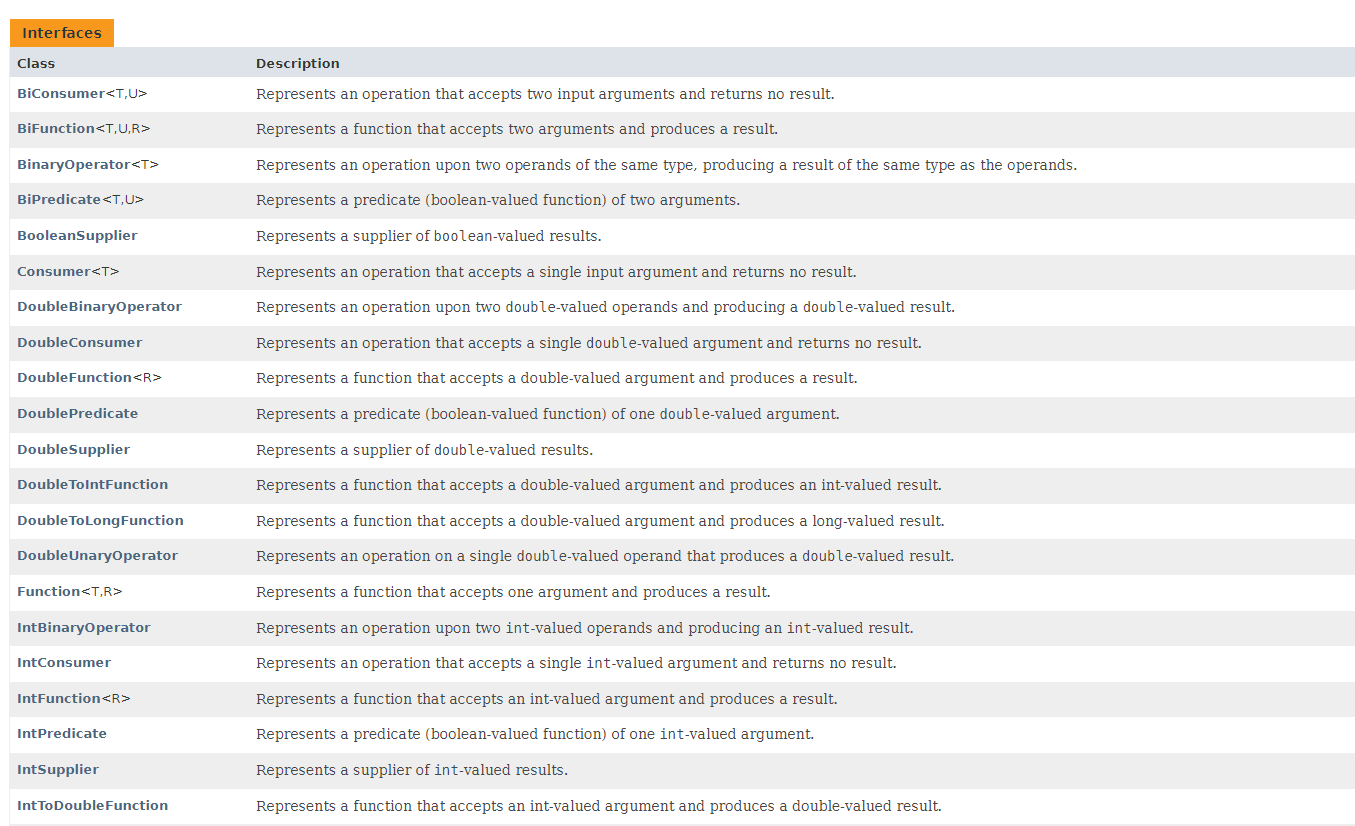 Interfaces
Class Description
BiConsumer<T,U> Represents an operation that accepts two input arguments and returns no result.
BiFunction<T,U,R> Represents a function that accepts two arguments and produces a result.
BinaryOperator<T> Represents an operation upon two operands of the same type, producing a result of the same type as the operands.
BiPredicate<T,U> Represents a predicate (boolean-valued function) of two arguments.
BooleanSupplier Represents a supplier of boolean-valued results.
Consumer<T> Represents an operation that accepts a single input argument and returns no result.
DoubleBinaryOperator Represents an operation upon two double-valued operands and producing a double-valued result.
DoubleConsumer Represents an operation that accepts a single double-valued argument and returns no result.
DoubleFunction<R> Represents a function that accepts a double-valued argument and produces a result.
DoublePredicate Represents a predicate (boolean-valued function) of one double-valued argument.
DoubleSupplier Represents a supplier of double-valued results.
DoubleToIntFunction Represents a function that accepts a double-valued argument and produces an int-valued result.
DoubleToLongFunction Represents a function that accepts a double-valued argument and produces a long-valued result.
DoubleUnaryOperator Represents an operation on a single double-valued operand that produces a double-valued result.
Function<T,R> Represents a function that accepts one argument and produces a result.
IntBinaryOperator Represents an operation upon two int-valued operands and producing an int-valued result.
IntConsumer Represents an operation that accepts a single int-valued argument and returns no result.
IntFunction<R> Represents a function that accepts an int-valued argument and produces a result.
IntPredicate Represents a predicate (boolean-valued function) of one int-valued argument.
IntSupplier Represents a supplier of int-valued results.
IntToDoubleFunction Represents a function that accepts an int-valued argument and produces a double-valued result.